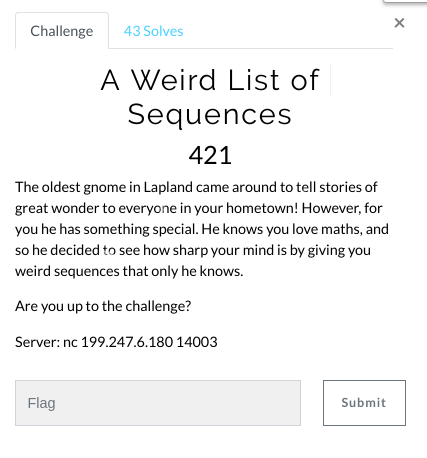 Challenge
43 Solves
×
A Weird List of
Sequences
421
The oldest gnome in Lapland came around to tell stories of
great wonder to everyone in your hometown! However, for
you he has something special. He knows you love maths, and
so he decided to see how sharp your mind is by giving you
weird sequences that only he knows.
Are you up to the challenge?
Server: nc 199.247.6.180 14003
Flag
Submit